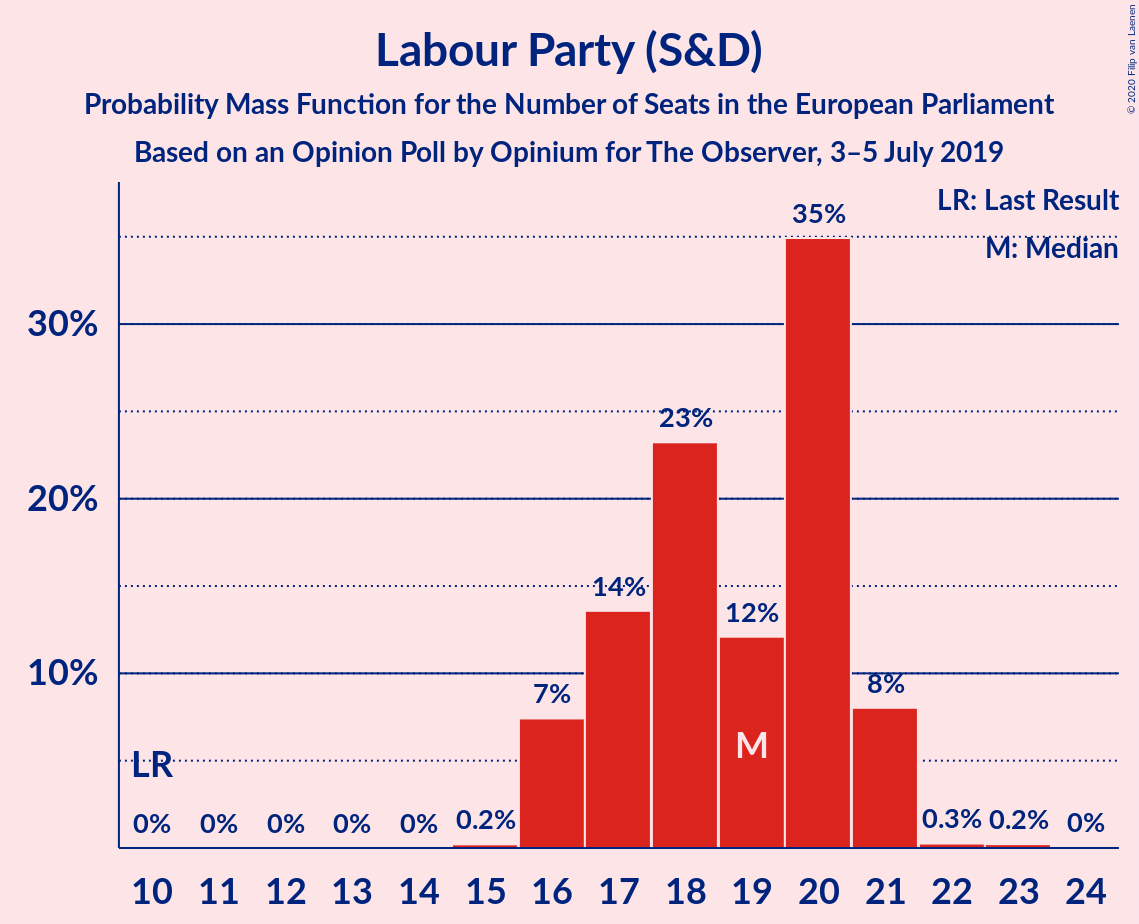 Labour Party (S&D)
Probability Mass Function for the Number of Seats in the European Parliament
Based on an Opinion Poll by Opinium for The Observer, 3–5 July 2019
© 2020 Filip van Laenen
LR: Last Result
M: Median
35%
30%
23%
20%
14%
12%
10%
8%
7%
M
LR
0% 0% 0% 0% 0% 0.2% 0.3% 0.2% 0%
10 11 12 13 14 15 16 17 18 19 20 21 22 23 24